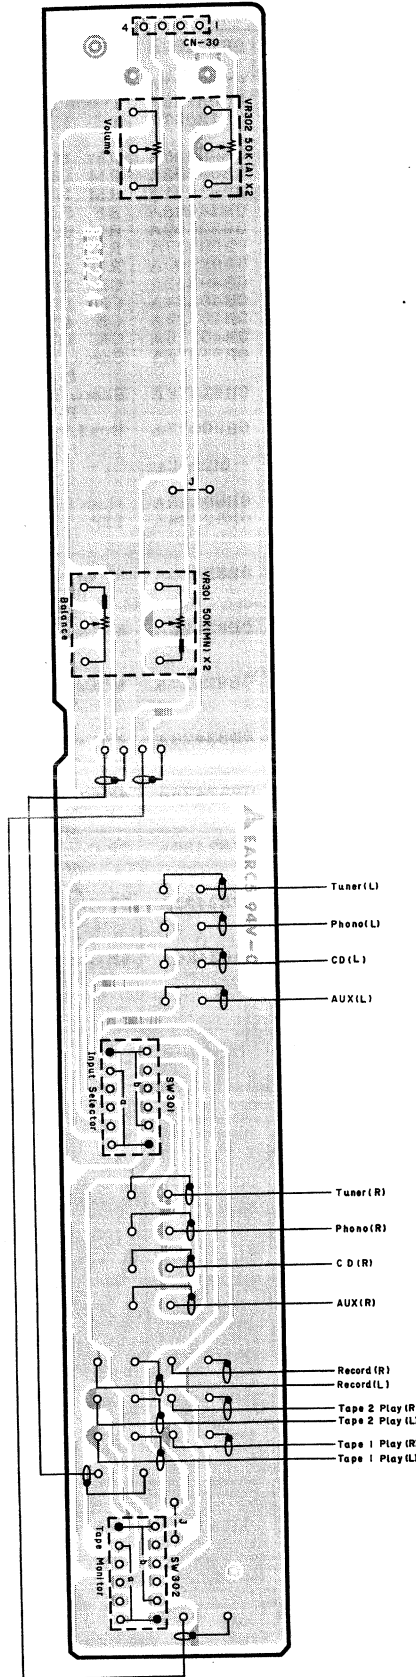 4
1
CN-30
VR302 50K(A) X2
Volume
J
VR301 50K(MN) X2
Balance
94V-0
Tuner(L)
Phono(L)
CD(L)
AUX(L)
SW301
b
a
Input Selector
Tuner(R)
Phono(R)
CD(R)
AUX(R)
Record(R)
Record(L)
Tape 2 Play(R
Tape 2 Play(L
Tape 1 Play(R
Tape 1 Play(L
J
SW302
b
a
Tape Monitor